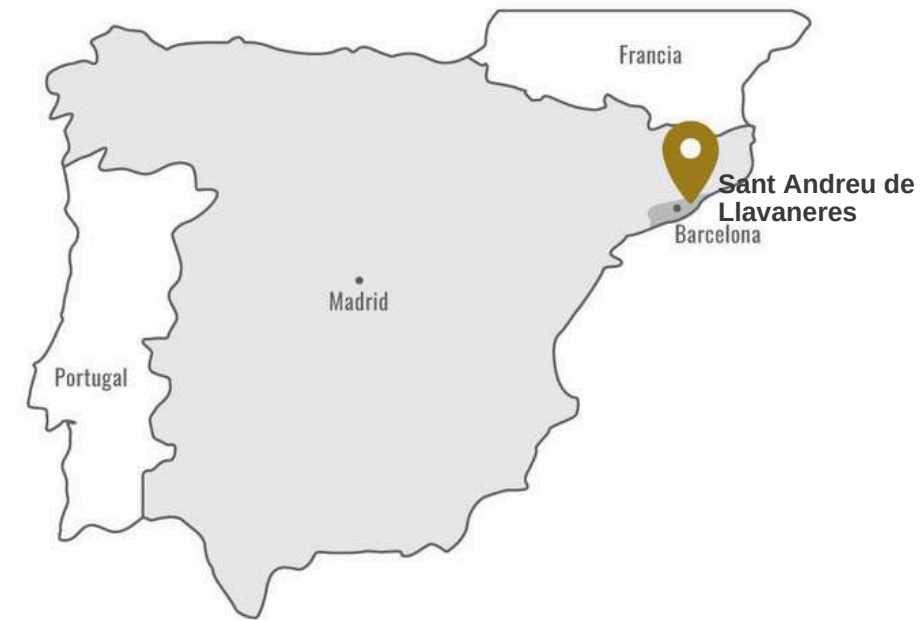 Francia
Sant Andreu de
Llavaneres
Barcelona
Madrid
Portugal